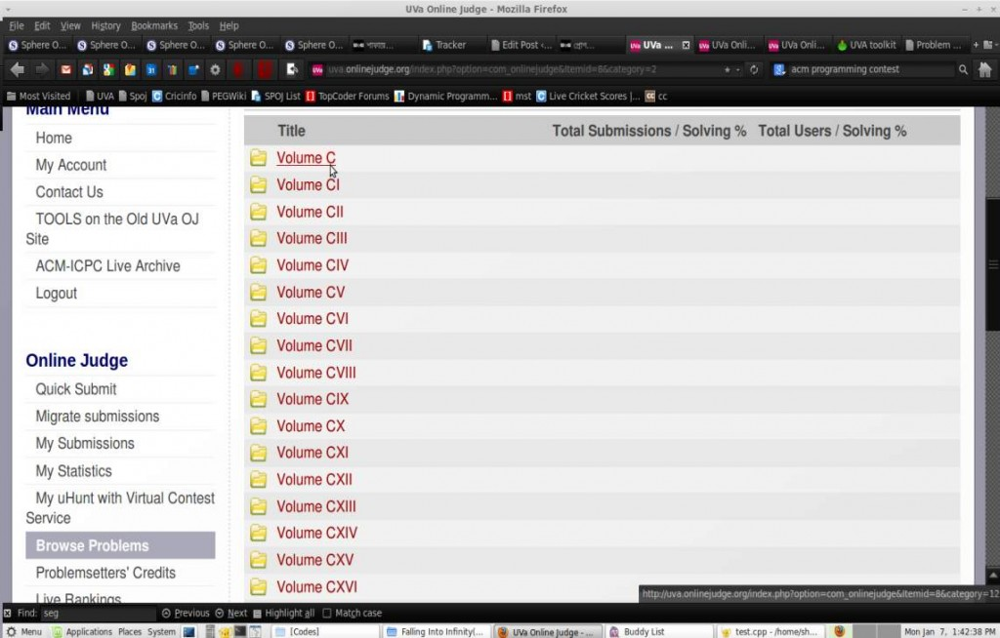 UVa Online Judge - Mozilla Firefox
File Edit View History Bookmarks Tools Help
Sphere O... Sphere O... Sphere O... Sphere O... Sphere O... Tracker Edit Post ‹... UVa ... UVa Onli... UVa Onli... UVA toolkit Problem ...
uva.onlinejudge.org/index.php?option=com_onlinejudge&Itemid=8&category=2 acm programming contest
Most Visited UVA Spoj Cricinfo PEGWiki SPOJ List TopCoder Forums Dynamic Programm... mst Live Cricket Scores |... cc
Main Menu
Home
My Account
Contact Us
TOOLS on the Old UVa OJ
Site
ACM-ICPC Live Archive
Logout
Online Judge
Quick Submit
Migrate submissions
My Submissions
My Statistics
My uHunt with Virtual Contest
Service
Browse Problems
Problemsetters' Credits
Live Rankings
Title Total Submissions / Solving % Total Users / Solving %
Volume C
Volume CI
Volume CII
Volume CIII
Volume CIV
Volume CV
Volume CVI
Volume CVII
Volume CVIII
Volume CIX
Volume CX
Volume CXI
Volume CXII
Volume CXIII
Volume CXIV
Volume CXV
Volume CXVI
http://uva.onlinejudge.org/index.php?option=com_onlinejudge&Itemid=8&category=12
Find: seg Previous Next Highlight all Match case
Menu Applications Places System [Codes] Falling Into Infinity(... UVa Online Judge - ... Buddy List test.cpp - /home/sh... Mon Jan 7, 1:42:38 PM